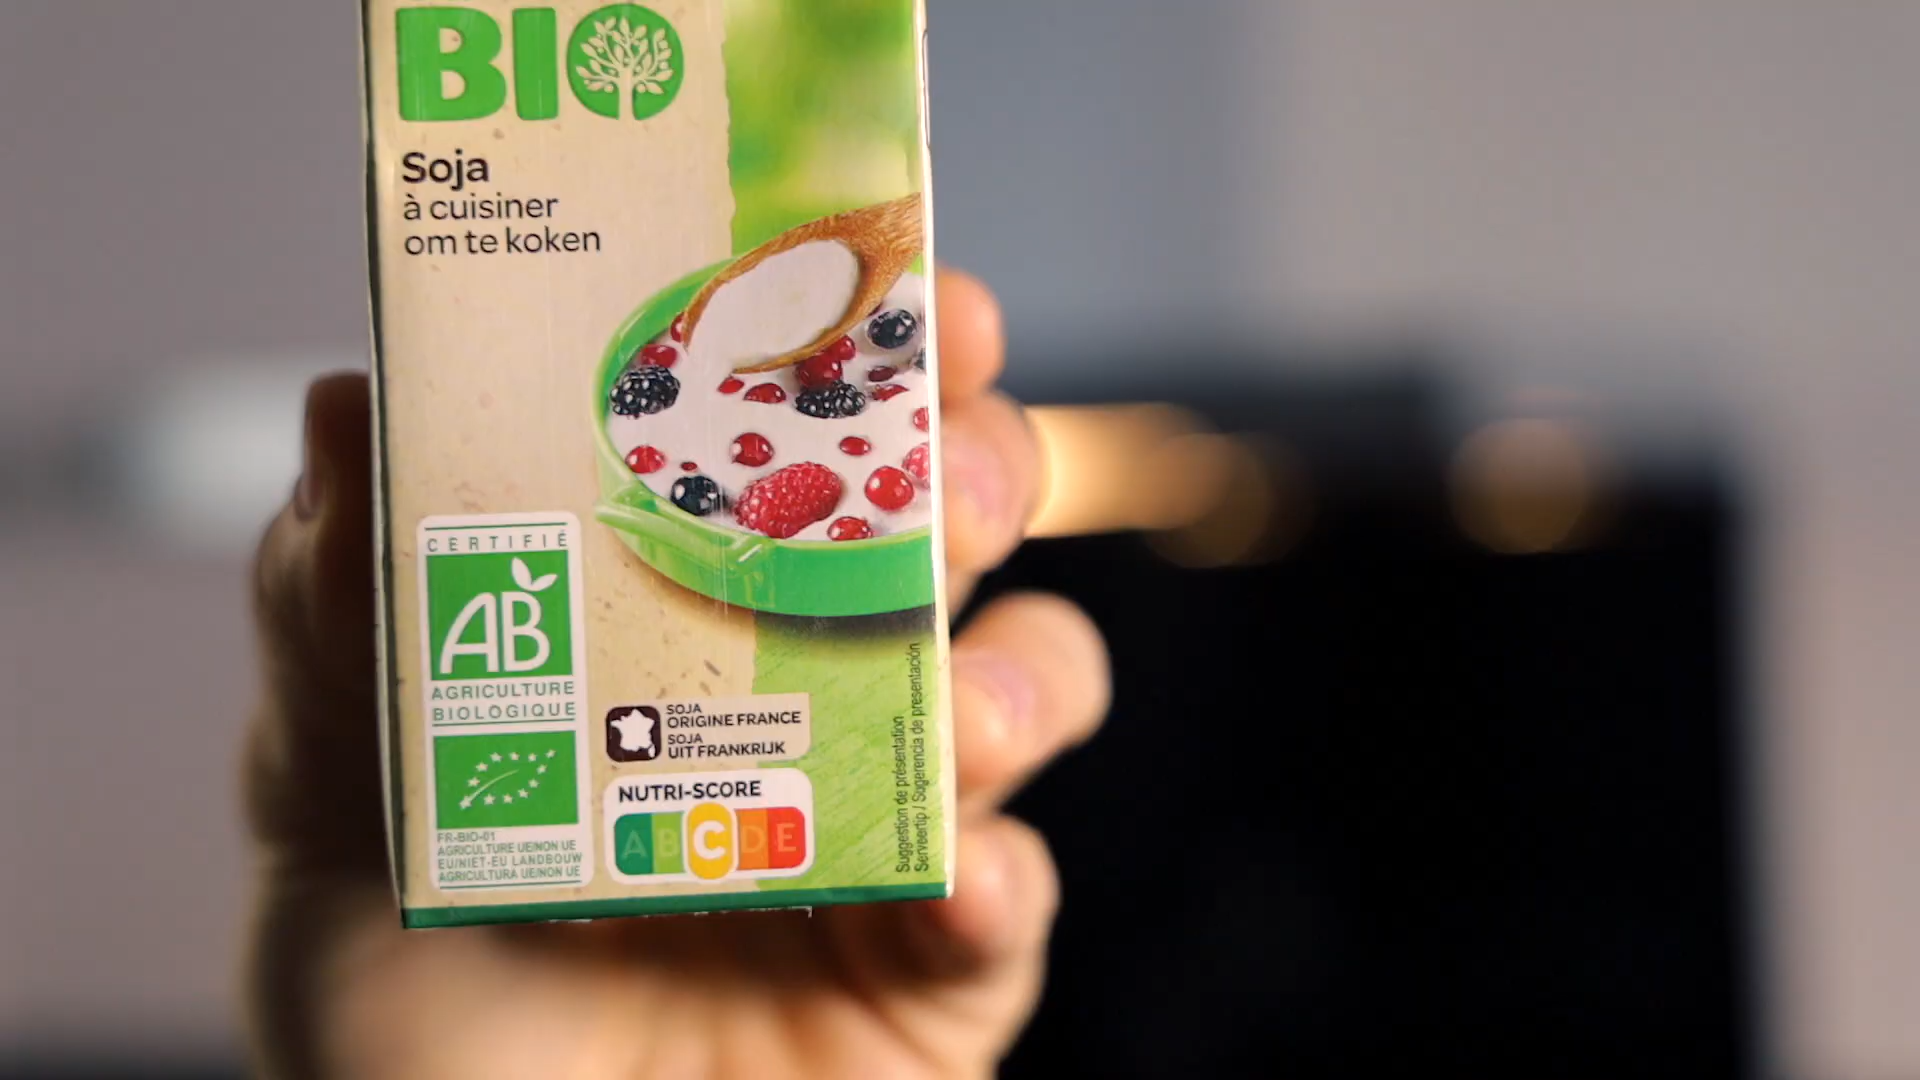 BIO
Soja
à cuisiner
om te koken
CERTIFIÉ
AB
AGRICULTURE
BIOLOGIQUE
FR-BIO-01
AGRICULTURE UE/NON UE
EU/NIET-EU LANDBOUW
AGRICULTURA UE/NON UE
SOJA
ORIGINE FRANCE
SOJA
UIT FRANKRIJK
NUTRI-SCORE
A B C D E
Suggestion de présentation
Serveertip / Sugerencia de presentación